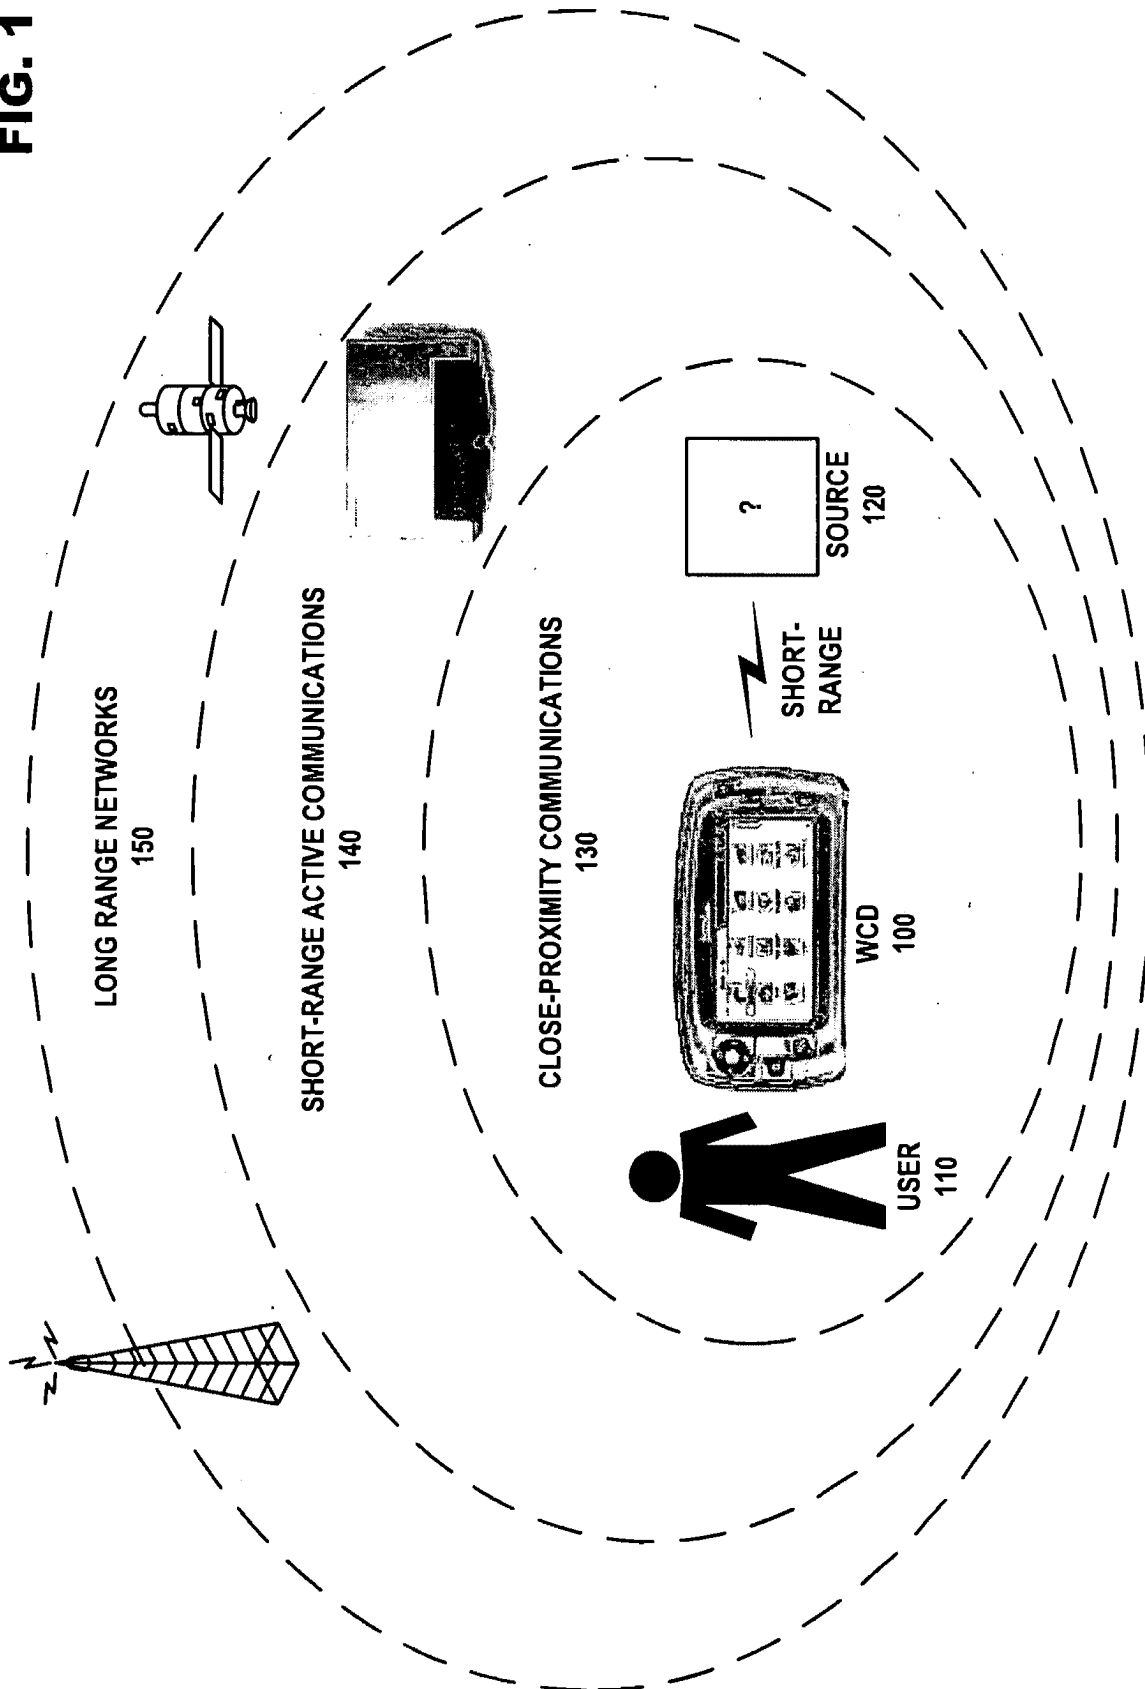 FIG. 1
LONG RANGE NETWORKS
150
SHORT-RANGE ACTIVE COMMUNICATIONS
140
CLOSE-PROXIMITY COMMUNICATIONS
130
USER
110
WCD
100
SHORT-
RANGE
?
SOURCE
120